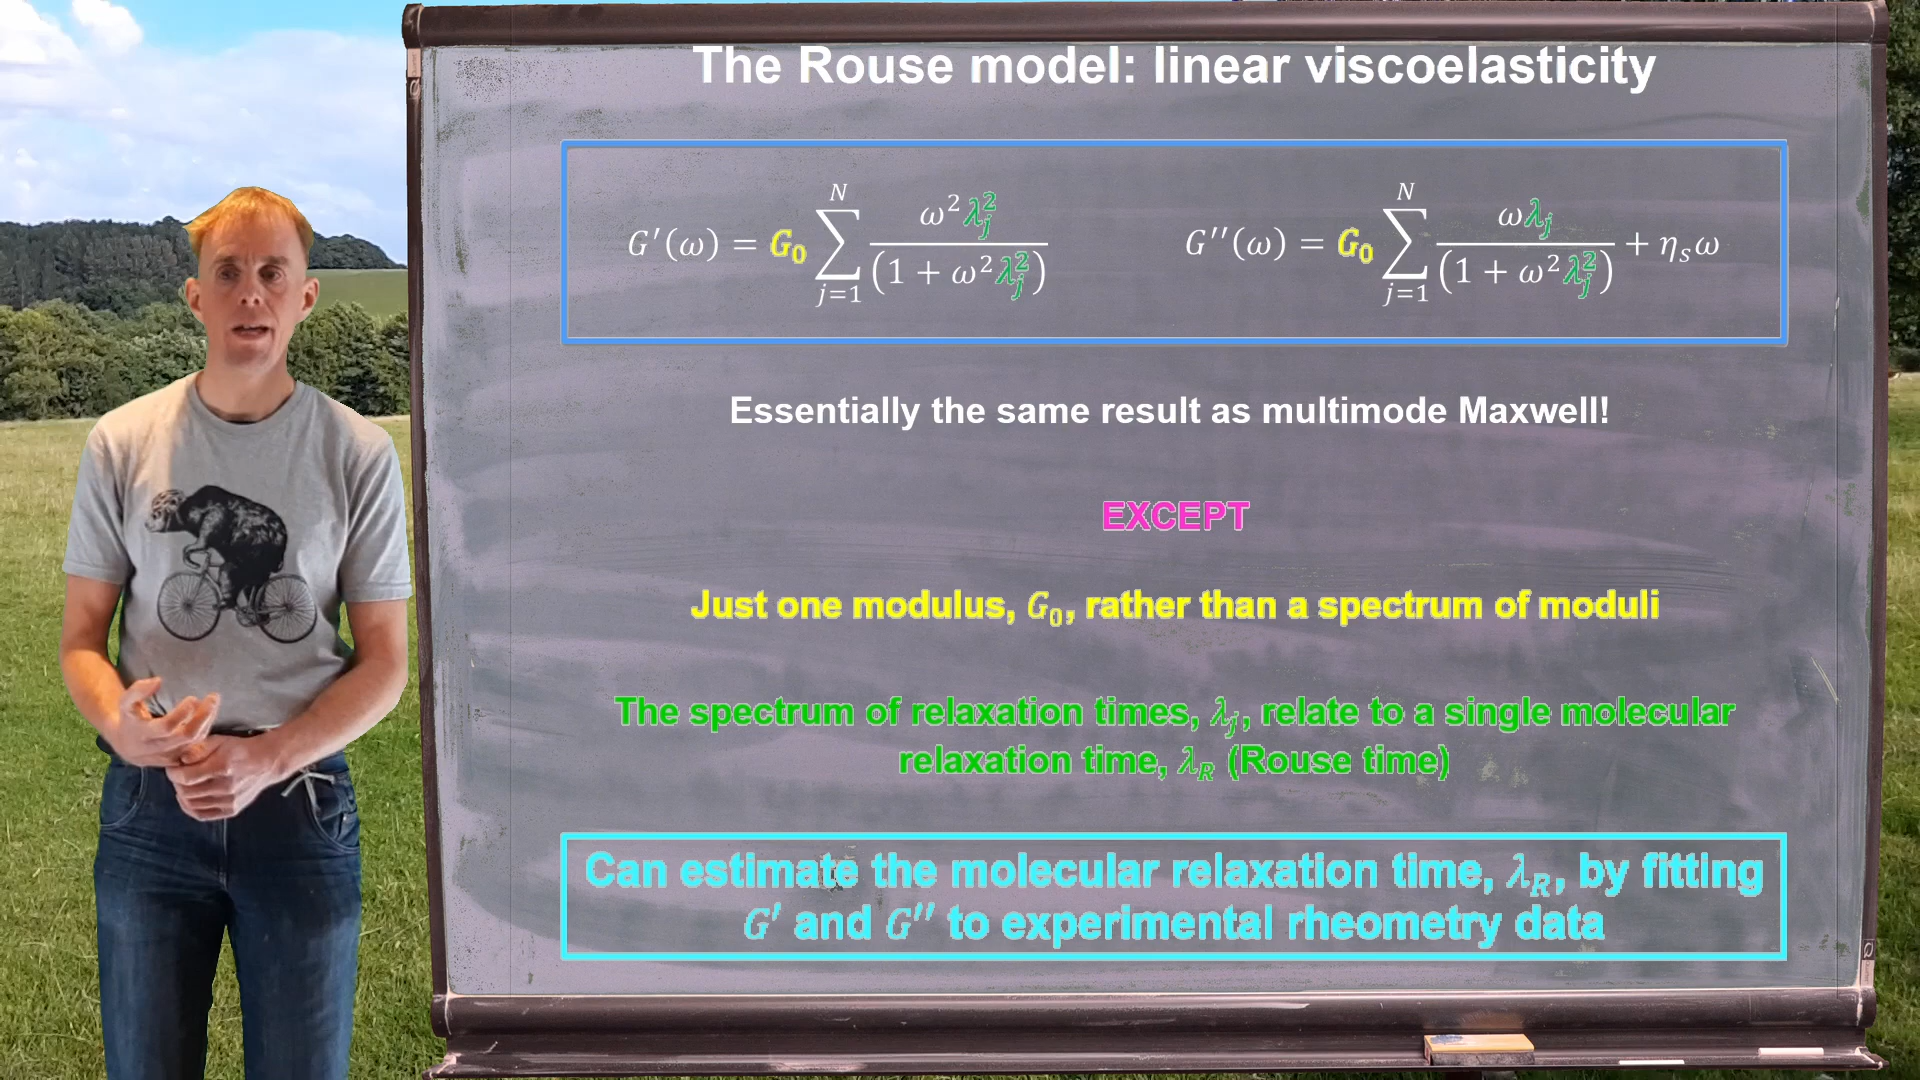 The Rouse model: linear viscoelasticity
G′(ω) = G₀ ∑_{j=1}^{N} ω²λ_j² / (1 + ω²λ_j²)    G′′(ω) = G₀ ∑_{j=1}^{N} ωλ_j / (1 + ω²λ_j²) + η_sω
Essentially the same result as multimode Maxwell!
EXCEPT
Just one modulus, G₀, rather than a spectrum of moduli
The spectrum of relaxation times, λ_j, relate to a single molecular
relaxation time, λ_R (Rouse time)
Can estimate the molecular relaxation time, λ_R, by fitting
G′ and G′′ to experimental rheometry data